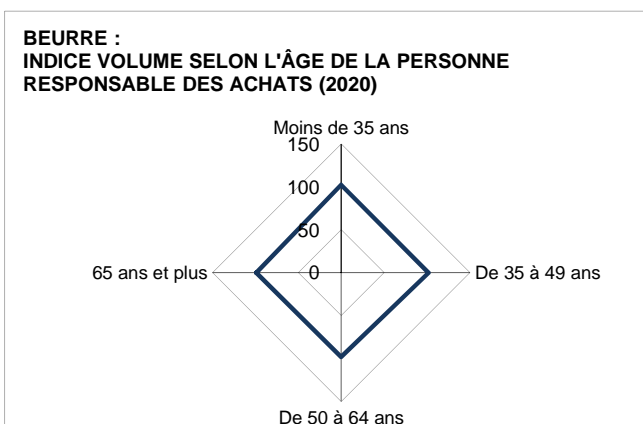 BEURRE :
INDICE VOLUME SELON L'ÂGE DE LA PERSONNE
RESPONSABLE DES ACHATS (2020)
Moins de 35 ans
150
100
50
65 ans et plus
0
De 35 à 49 ans
De 50 à 64 ans